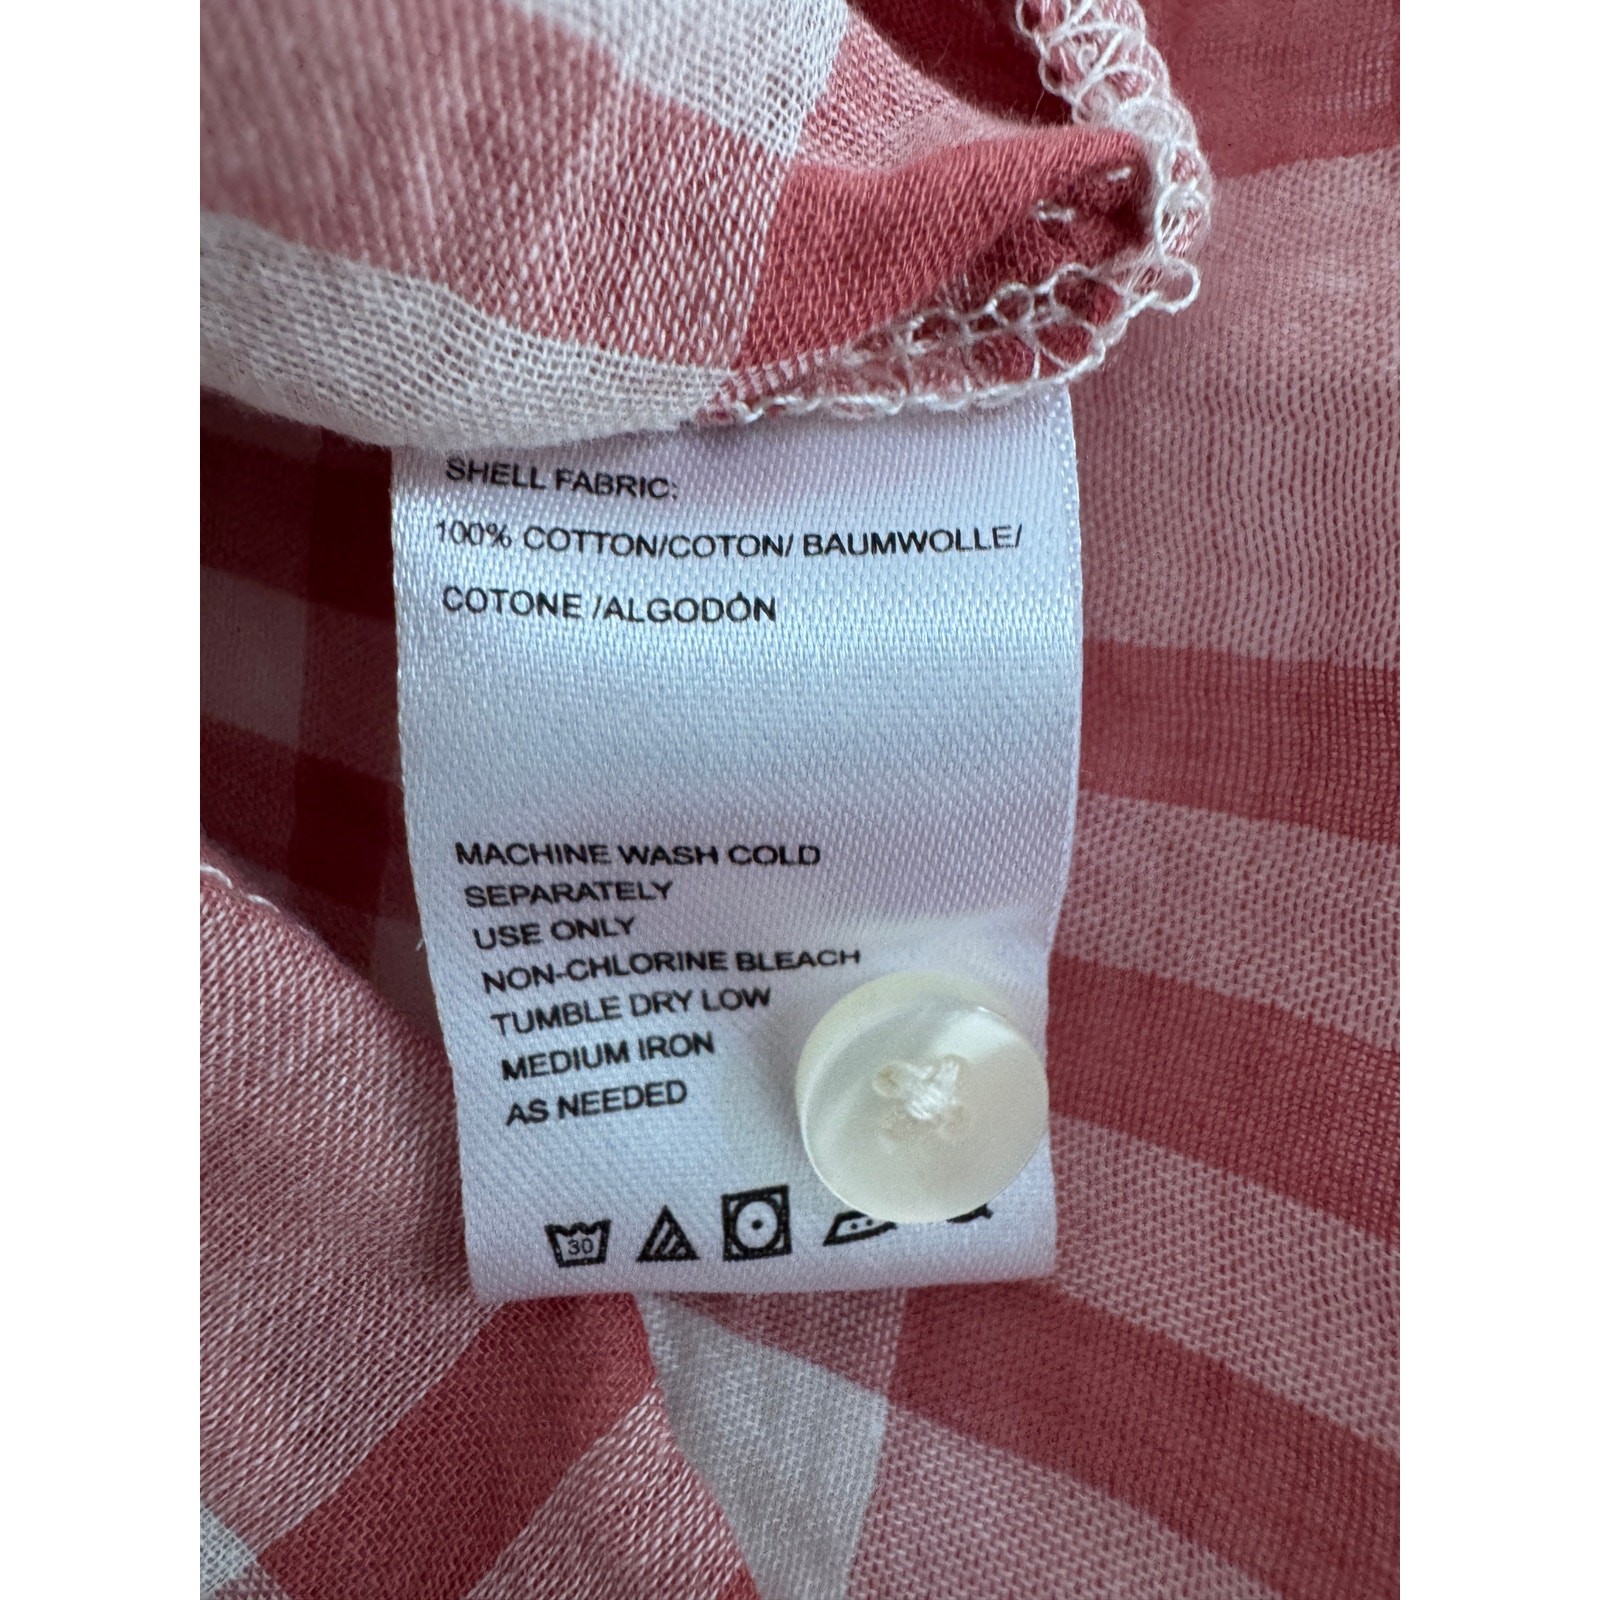 SHELL FABRIC:
100% COTTON/COTON/ BAUMWOLLE/
COTONE /ALGODÓN
MACHINE WASH COLD
SEPARATELY
USE ONLY
NON-CHLORINE BLEACH
TUMBLE DRY LOW
MEDIUM IRON
AS NEEDED
30